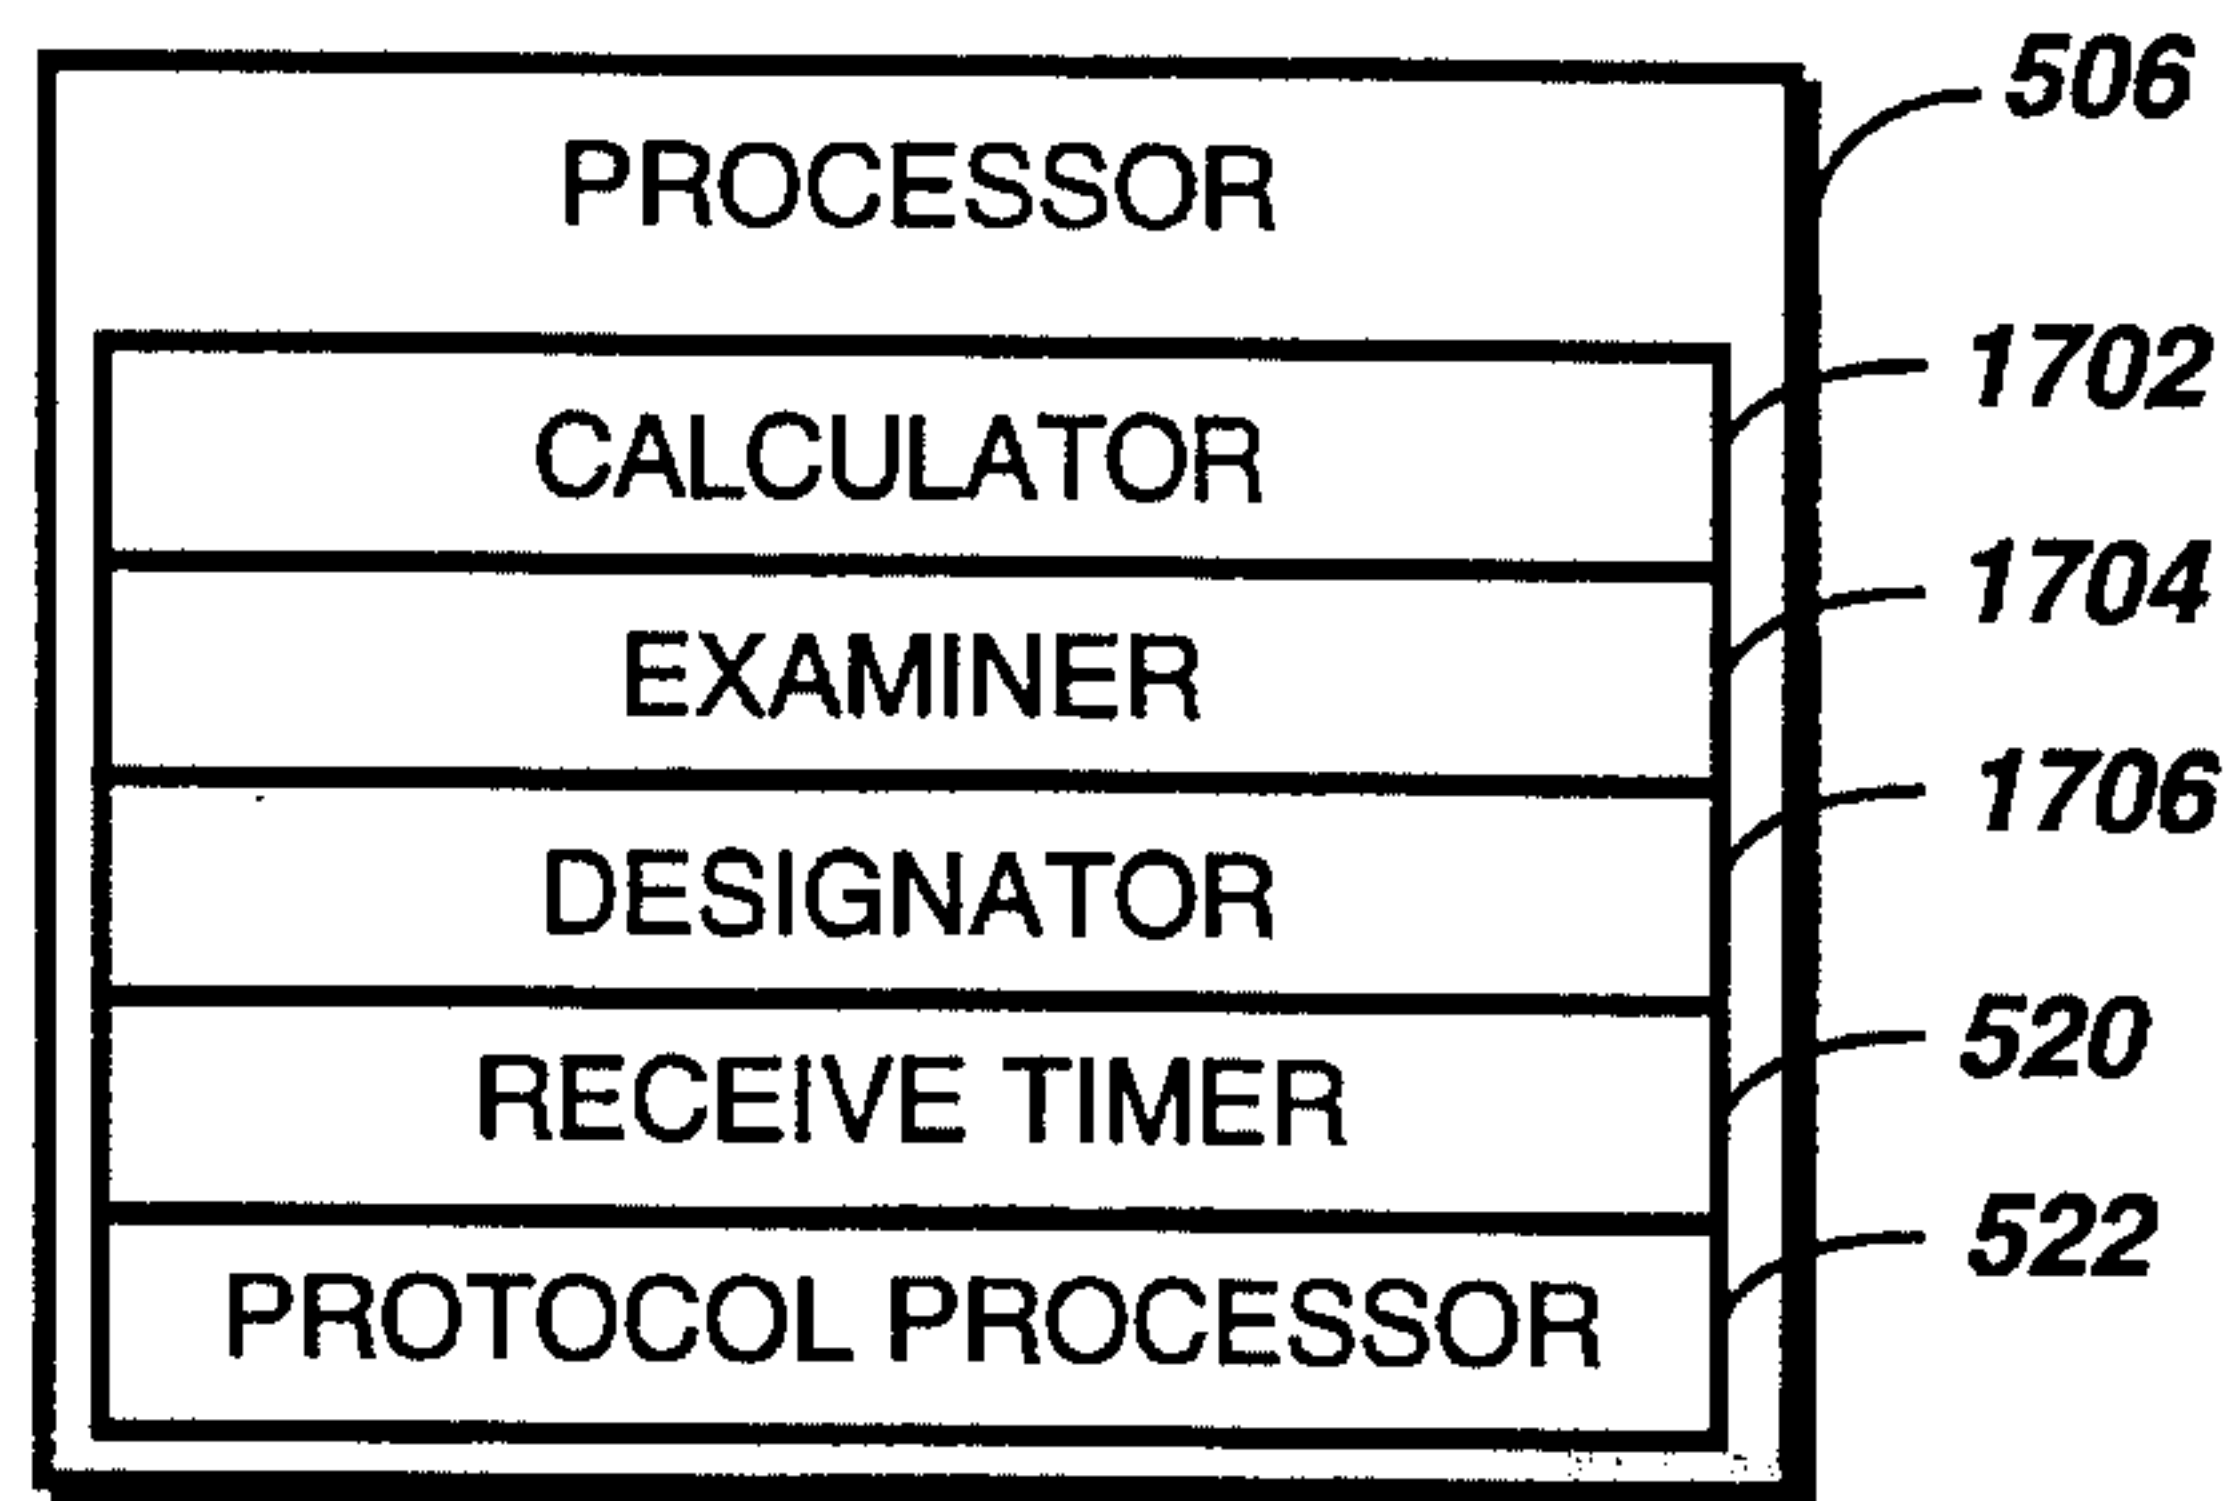 PROCESSOR
506
CALCULATOR
1702
EXAMINER
1704
DESIGNATOR
1706
RECEIVE TIMER
520
PROTOCOL PROCESSOR
522